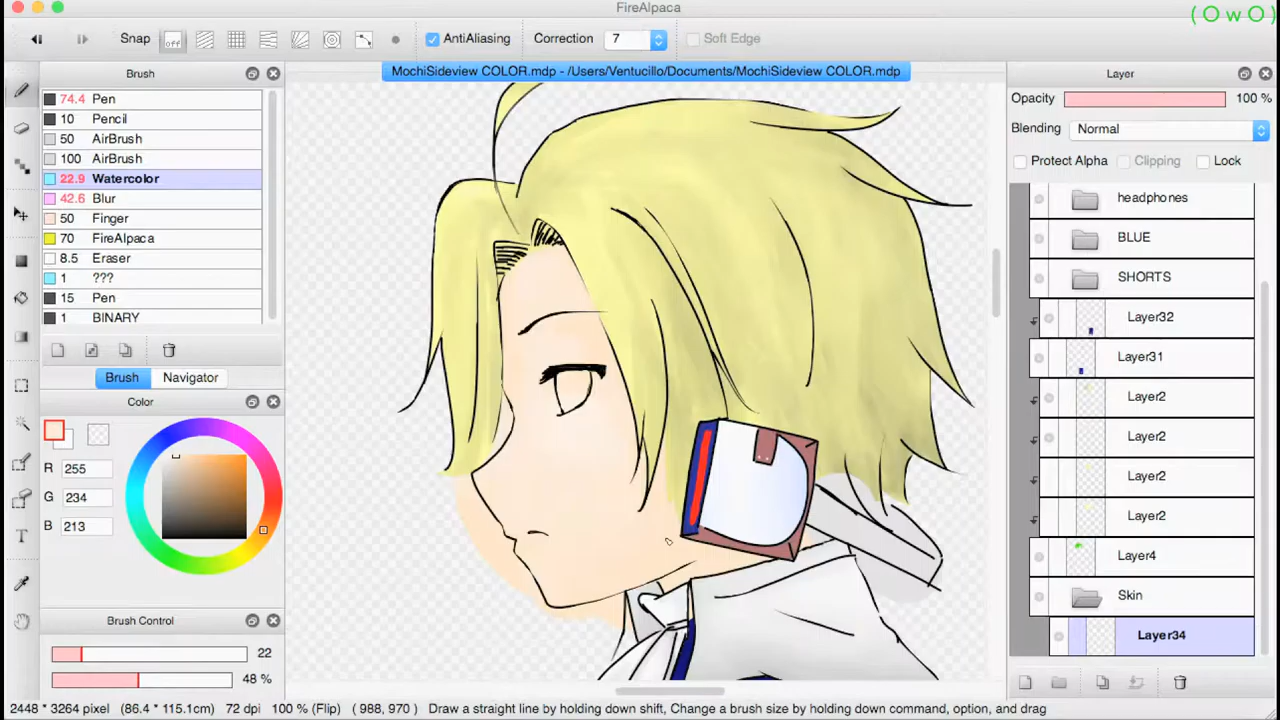 FireAlpaca
( O w O )
Snap off AntiAliasing Correction 7 Soft Edge
Brush
MochiSideview COLOR.mdp - /Users/Ventucillo/Documents/MochiSideview COLOR.mdp
Layer
74.4 Pen
10 Pencil
50 AirBrush
100 AirBrush
22.9 Watercolor
42.6 Blur
50 Finger
70 FireAlpaca
8.5 Eraser
1 ???
15 Pen
1 BINARY
Brush Navigator
Color
R 255
G 234
B 213
Brush Control
22
48 %
Opacity 100 %
Blending Normal
Protect Alpha Clipping Lock
headphones
BLUE
SHORTS
Layer32
Layer31
Layer2
Layer2
Layer2
Layer2
Layer4
Skin
Layer34
2448 * 3264 pixel (86.4 * 115.1cm) 72 dpi 100 % (Flip) ( 988, 970 ) Draw a straight line by holding down shift, Change a brush size by holding down command, option, and drag